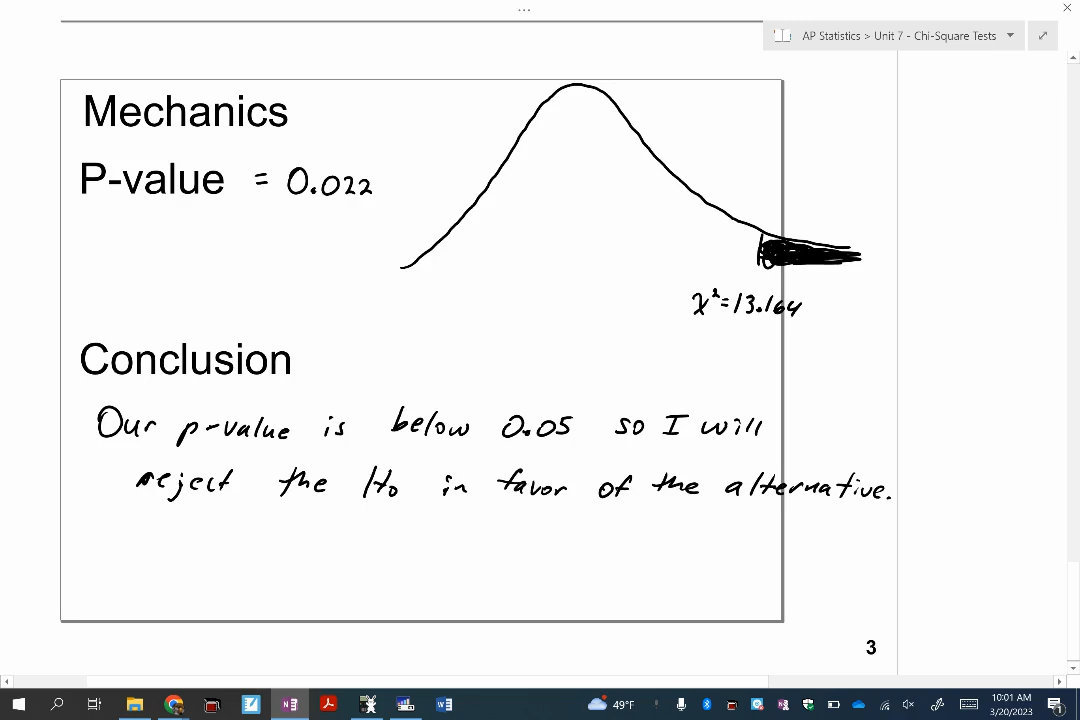 ...
AP Statistics > Unit 7 - Chi-Square Tests
Mechanics
P-value = 0.022
χ²=13.164
Conclusion
Our p-value is below 0.05 so I will
reject the H₀ in favor of the alternative.
3
49°F
10:01 AM
3/20/2023